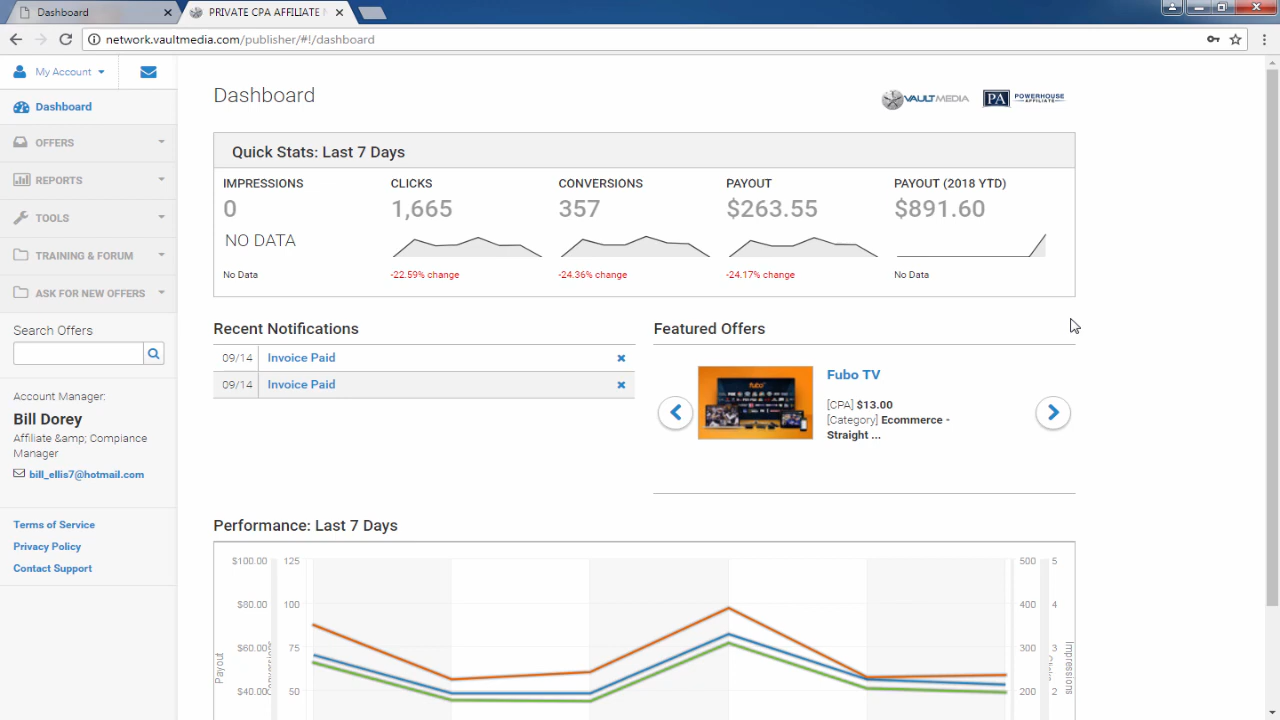 Dashboard
PRIVATE CPA AFFILIATE
network.vaultmedia.com/publisher/#!/dashboard
My Account
Dashboard
OFFERS
REPORTS
TOOLS
TRAINING & FORUM
ASK FOR NEW OFFERS
Search Offers
Account Manager:
Bill Dorey
Affiliate &amp; Compiance
Manager
bill_ellis7@hotmail.com
Terms of Service
Privacy Policy
Contact Support
Dashboard
VAULTMEDIA
PA POWERHOUSE
AFFILIATE
Quick Stats: Last 7 Days
IMPRESSIONS CLICKS CONVERSIONS PAYOUT PAYOUT (2018 YTD)
0 1,665 357 $263.55 $891.60
NO DATA
No Data -22.59% change -24.36% change -24.17% change No Data
Recent Notifications
09/14 Invoice Paid
09/14 Invoice Paid
Featured Offers
fubo
Fubo TV
[CPA] $13.00
[Category] Ecommerce -
Straight ...
Performance: Last 7 Days
$100.00 125 500 5
$80.00 100 400 4
$60.00 75 300 3
$40.00 50 200 2
Payout
Impressions